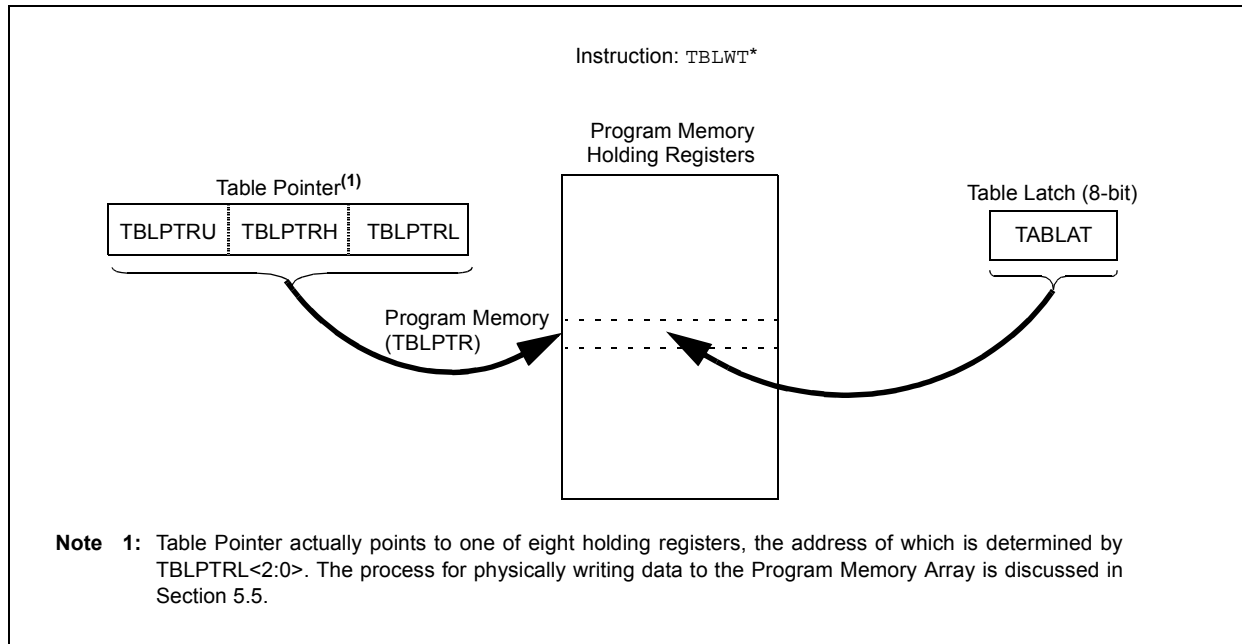 Instruction: TBLWT*
Program Memory
Holding Registers
Table Pointer(1)
Table Latch (8-bit)
TBLPTRU TBLPTRH TBLPTRL
TABLAT
Program Memory
(TBLPTR)
Note 1: Table Pointer actually points to one of eight holding registers, the address of which is determined by
TBLPTRL<2:0>. The process for physically writing data to the Program Memory Array is discussed in
Section 5.5.